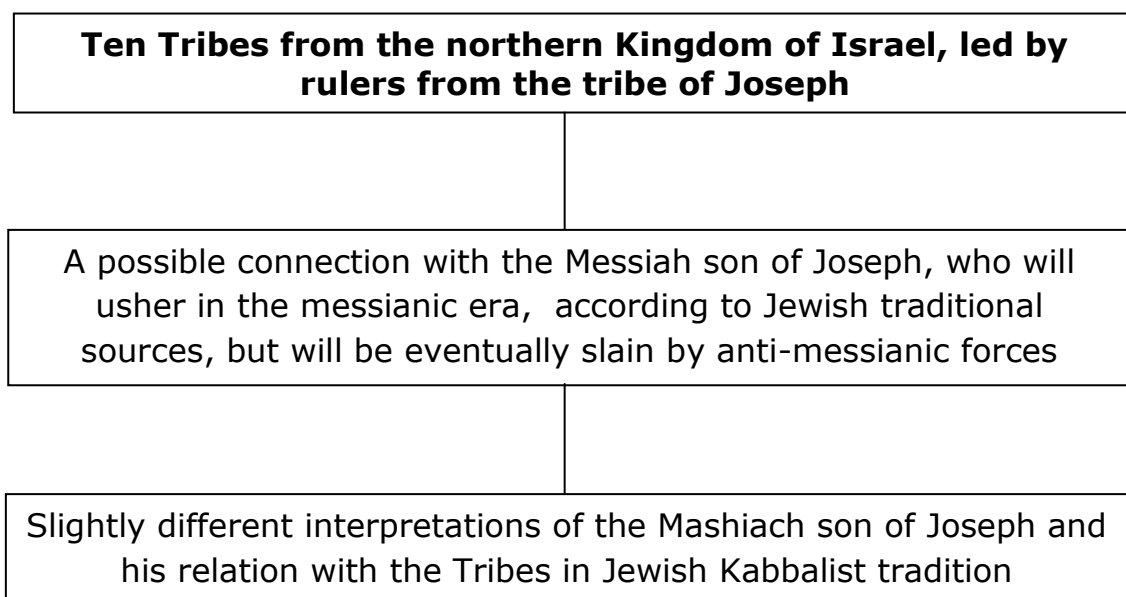 Ten Tribes from the northern Kingdom of Israel, led by
rulers from the tribe of Joseph
A possible connection with the Messiah son of Joseph, who will
usher in the messianic era,  according to Jewish traditional
sources, but will be eventually slain by anti-messianic forces
Slightly different interpretations of the Mashiach son of Joseph and
his relation with the Tribes in Jewish Kabbalist tradition